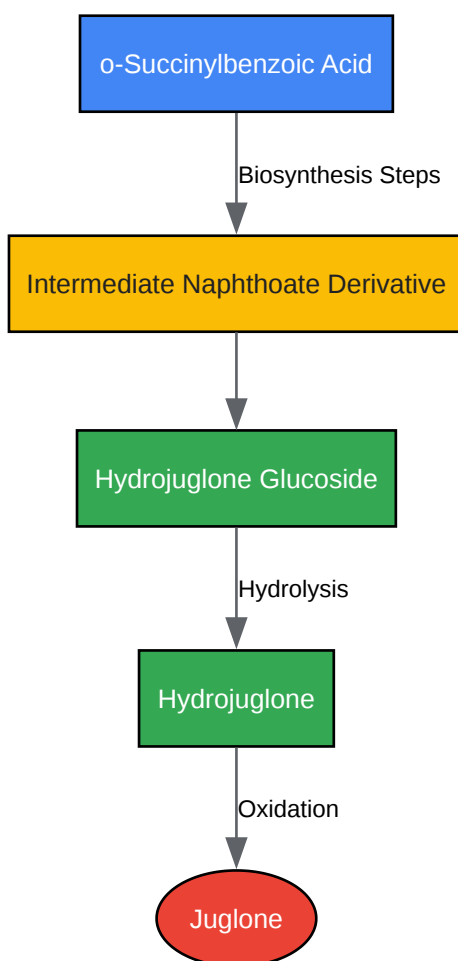 o-Succinylbenzoic Acid
Biosynthesis Steps
Intermediate Naphthoate Derivative
Hydrojuglone Glucoside
Hydrolysis
Hydrojuglone
Oxidation
Juglone